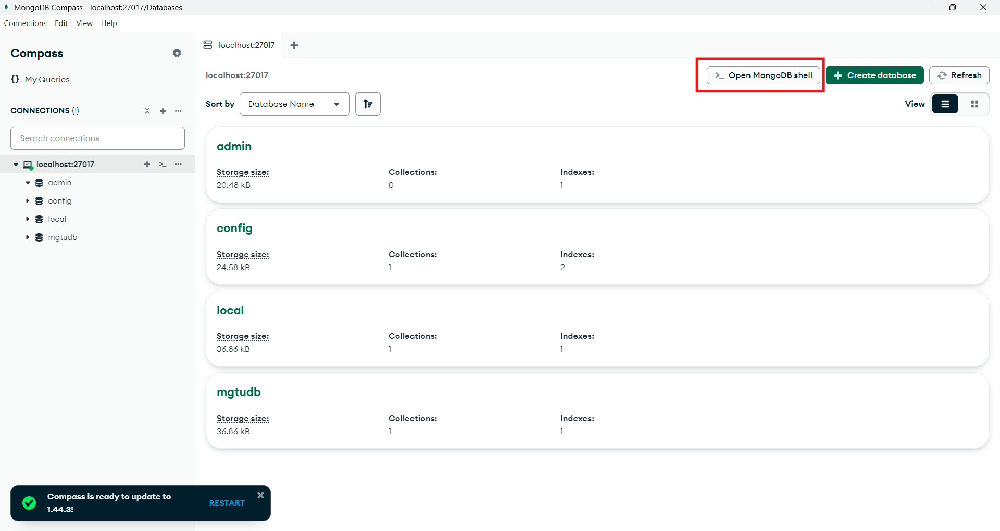 MongoDB Compass - localhost:27017/Databases
Connections Edit View Help
Compass
{} My Queries
CONNECTIONS (1)
Search connections
localhost:27017
admin
config
local
mgtudb
localhost:27017
localhost:27017
>_ Open MongoDB shell
Create database
Refresh
Sort by
Database Name
View
admin
Storage size: Collections: Indexes:
20.48 kB 0 1
config
Storage size: Collections: Indexes:
24.58 kB 1 2
local
Storage size: Collections: Indexes:
36.86 kB 1 1
mgtudb
Storage size: Collections: Indexes:
36.86 kB 1 1
Compass is ready to update to
1.44.3!
RESTART